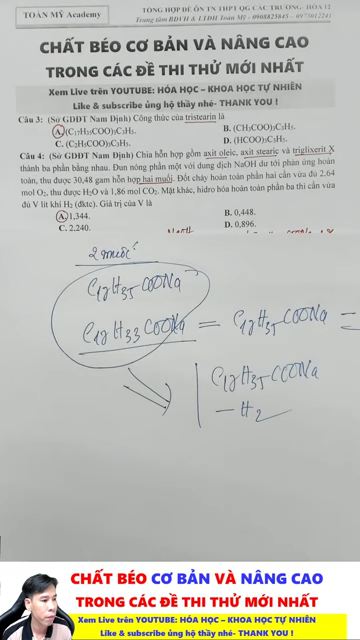 TOÁN MỸ Academy
TỔNG HỢP ĐỀ ÔN TN THPT QG CÁC TRƯỜNG - HÓA 12
Trung tâm BDVH & LTĐH Toán Mỹ - 0908825845 - 0973012241
CHẤT BÉO CƠ BẢN VÀ NÂNG CAO
TRONG CÁC ĐỀ THI THỬ MỚI NHẤT
Xem Live trên YOUTUBE: HÓA HỌC – KHOA HỌC TỰ NHIÊN
Like & subscribe ủng hộ thầy nhé- THANK YOU !
Câu 3: (Sở GDĐT Nam Định) Công thức của tristearin là
A. (C₁₇H₃₅COO)₃C₃H₅. B. (CH₃COO)₃C₃H₅.
C. (C₂H₅COO)₃C₃H₅. D. (HCOO)₃C₃H₅.
Câu 4: (Sở GDĐT Nam Định) Chia hỗn hợp gồm axit oleic, axit stearic và triglixerit X
thành ba phần bằng nhau. Đun nóng phần một với dung dịch NaOH dư tới phản ứng hoàn
toàn, thu được 30,48 gam hỗn hợp hai muối. Đốt cháy hoàn toàn phần hai cần vừa đủ 2,64
mol O₂, thu được H₂O và 1,86 mol CO₂. Mặt khác, hidro hóa hoàn toàn phần ba thì cần vừa
đủ V lít khí H₂ (đktc). Giá trị của V là
A. 1,344. B. 0,448.
C. 2,240. D. 0,896.
NaOH
2 muối
C₁₇H₃₅COONa
C₁₇H₃₃COONa = C₁₇H₃₅COONa =
C₁₇H₃₅COONa
- H₂
CHẤT BÉO CƠ BẢN VÀ NÂNG CAO
TRONG CÁC ĐỀ THI THỬ MỚI NHẤT
Xem Live trên YOUTUBE: HÓA HỌC – KHOA HỌC TỰ NHIÊN
Like & subscribe ủng hộ thầy nhé- THANK YOU !